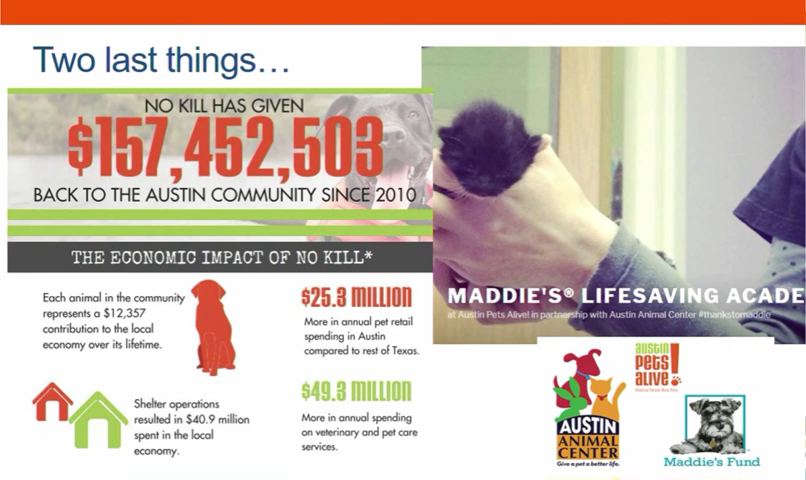 Two last things…
NO KILL HAS GIVEN
$157,452,503
BACK TO THE AUSTIN COMMUNITY SINCE 2010
THE ECONOMIC IMPACT OF NO KILL*
Each animal in the community
represents a $12,357
contribution to the local
economy over its lifetime.
$25.3 MILLION
More in annual pet retail
spending in Austin
compared to rest of Texas.
Shelter operations
resulted in $40.9 million
spent in the local
economy.
$49.3 MILLION
More in annual spending
on veterinary and pet care
services.
MADDIE'S® LIFESAVING ACADE
at Austin Pets Alive! in partnership with Austin Animal Center #thankstomaddie
AUSTIN
ANIMAL
CENTER
Give a pet a better life.
austin
pets
alive!
Maddie's Fund